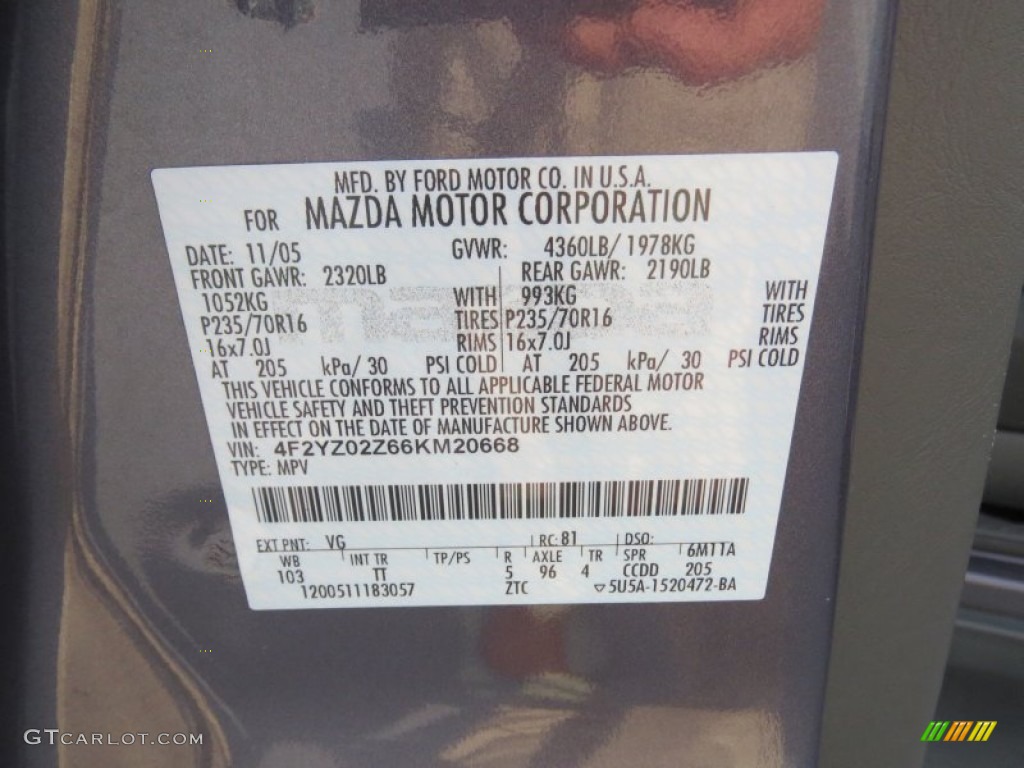 MFD. BY FORD MOTOR CO. IN U.S.A.
FOR MAZDA MOTOR CORPORATION
DATE: 11/05 GVWR: 4360LB/ 1978KG
FRONT GAWR: 2320LB REAR GAWR: 2190LB
1052KG WITH 993KG WITH
P235/70R16 TIRES P235/70R16 TIRES
16x7.0J RIMS 16x7.0J RIMS
AT 205 kPa/ 30 PSI COLD AT 205 kPa/ 30 PSI COLD
THIS VEHICLE CONFORMS TO ALL APPLICABLE FEDERAL MOTOR
VEHICLE SAFETY AND THEFT PREVENTION STANDARDS
IN EFFECT ON THE DATE OF MANUFACTURE SHOWN ABOVE.
VIN: 4F2YZ02Z66KM20668
TYPE: MPV
EXT PNT: VG RC: 81 DSO:
WB INT TR TP/PS R AXLE TR SPR 6M11A
103 TT 5 96 4 CCDD 205
1200511183057 ZTC 5U5A-1520472-BA
GTCARLOT.COM